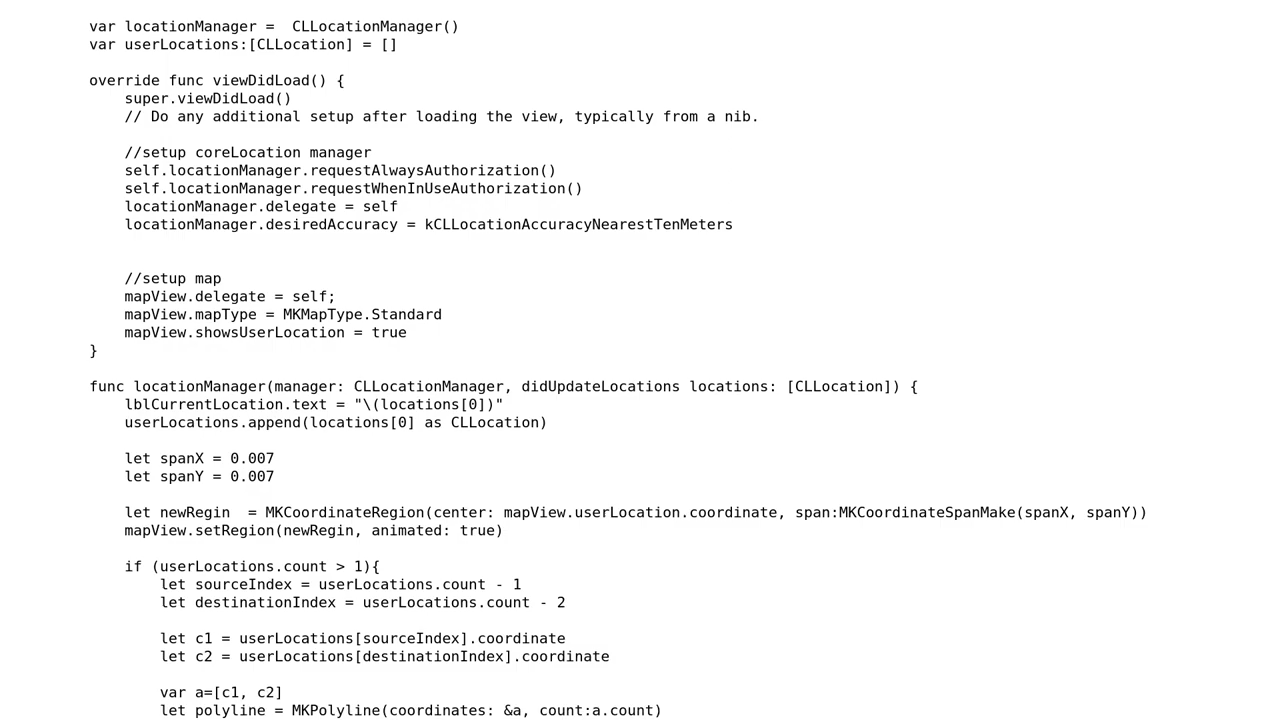 var locationManager =  CLLocationManager()
var userLocations:[CLLocation] = []
override func viewDidLoad() {
super.viewDidLoad()
// Do any additional setup after loading the view, typically from a nib.
//setup coreLocation manager
self.locationManager.requestAlwaysAuthorization()
self.locationManager.requestWhenInUseAuthorization()
locationManager.delegate = self
locationManager.desiredAccuracy = kCLLocationAccuracyNearestTenMeters
//setup map
mapView.delegate = self;
mapView.mapType = MKMapType.Standard
mapView.showsUserLocation = true
}
func locationManager(manager: CLLocationManager, didUpdateLocations locations: [CLLocation]) {
lblCurrentLocation.text = "\(locations[0])"
userLocations.append(locations[0] as CLLocation)
let spanX = 0.007
let spanY = 0.007
let newRegin  = MKCoordinateRegion(center: mapView.userLocation.coordinate, span:MKCoordinateSpanMake(spanX, spanY))
mapView.setRegion(newRegin, animated: true)
if (userLocations.count > 1){
let sourceIndex = userLocations.count - 1
let destinationIndex = userLocations.count - 2
let c1 = userLocations[sourceIndex].coordinate
let c2 = userLocations[destinationIndex].coordinate
var a=[c1, c2]
let polyline = MKPolyline(coordinates: &a, count:a.count)